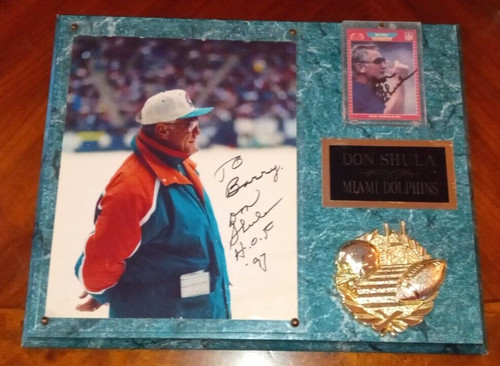 To
Barry.
Don
Shula
H.O.F
'97
DON SHULA
MIAMI DOLPHINS